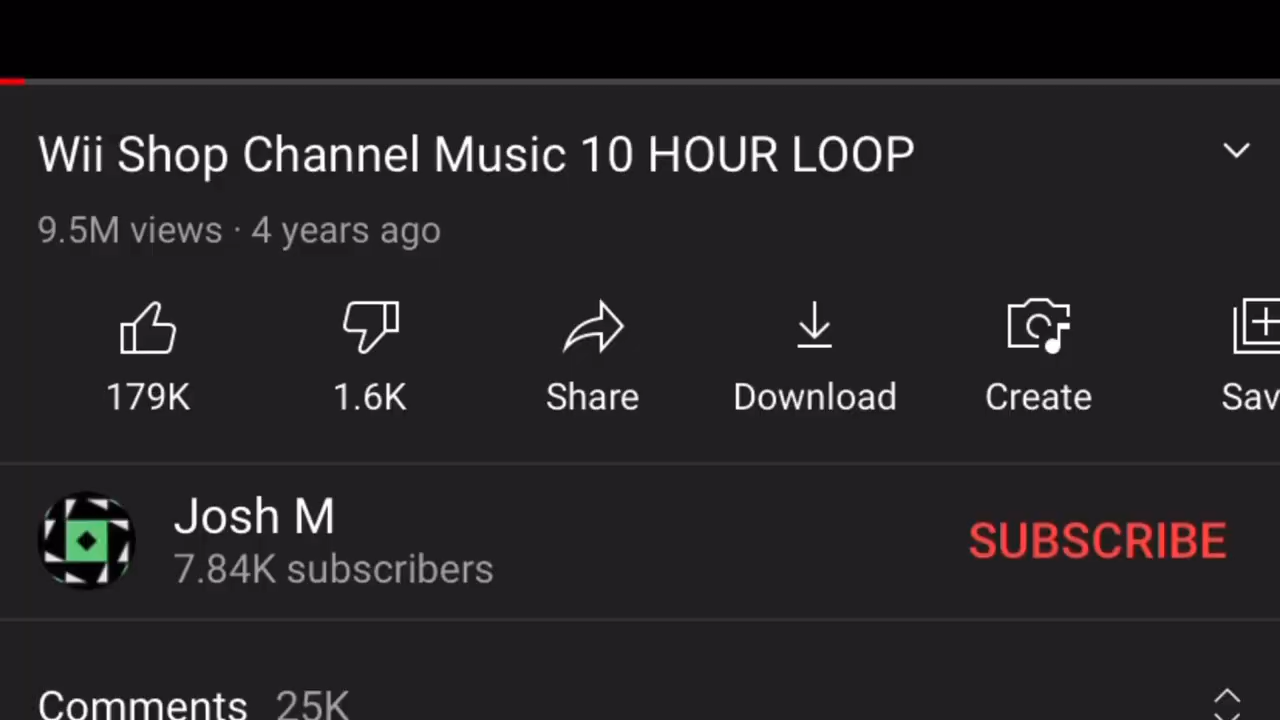 Wii Shop Channel Music 10 HOUR LOOP
9.5M views · 4 years ago
179K 1.6K Share Download Create Sav
Josh M
7.84K subscribers
SUBSCRIBE
Comments 25K